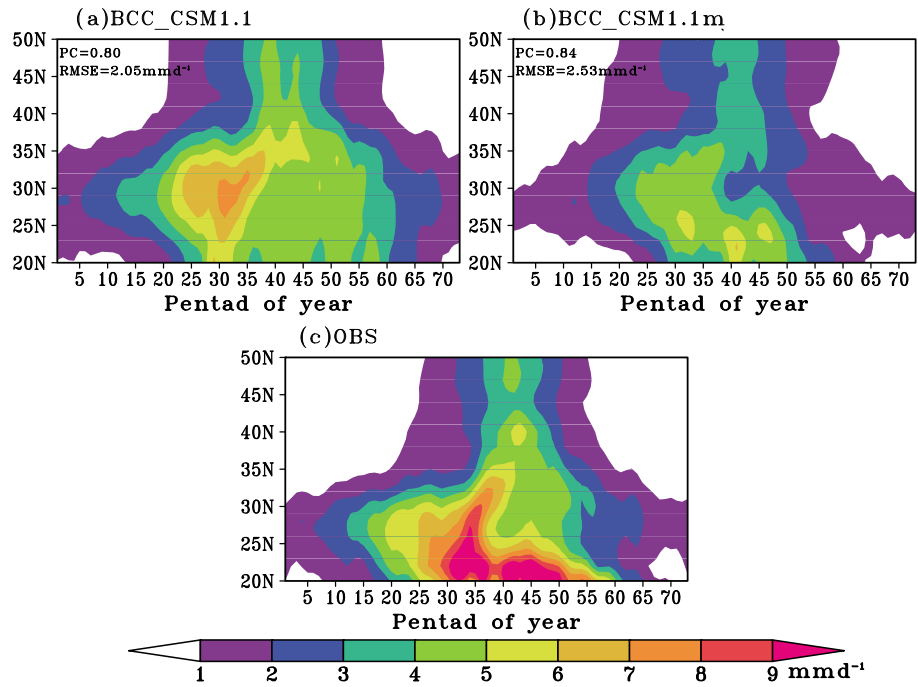 (a)BCC_CSM1.1
(b)BCC_CSM1.1m
50N
45N
40N
35N
30N
25N
20N
PC=0.80
RMSE=2.05mmd⁻¹
5 10 15 20 25 30 35 40 45 50 55 60 65 70
Pentad of year
50N
45N
40N
35N
30N
25N
20N
PC=0.84
RMSE=2.53mmd⁻¹
5 10 15 20 25 30 35 40 45 50 55 60 65 70
Pentad of year
(c)OBS
50N
45N
40N
35N
30N
25N
20N
5 10 15 20 25 30 35 40 45 50 55 60 65 70
Pentad of year
1 2 3 4 5 6 7 8 9 mmd⁻¹